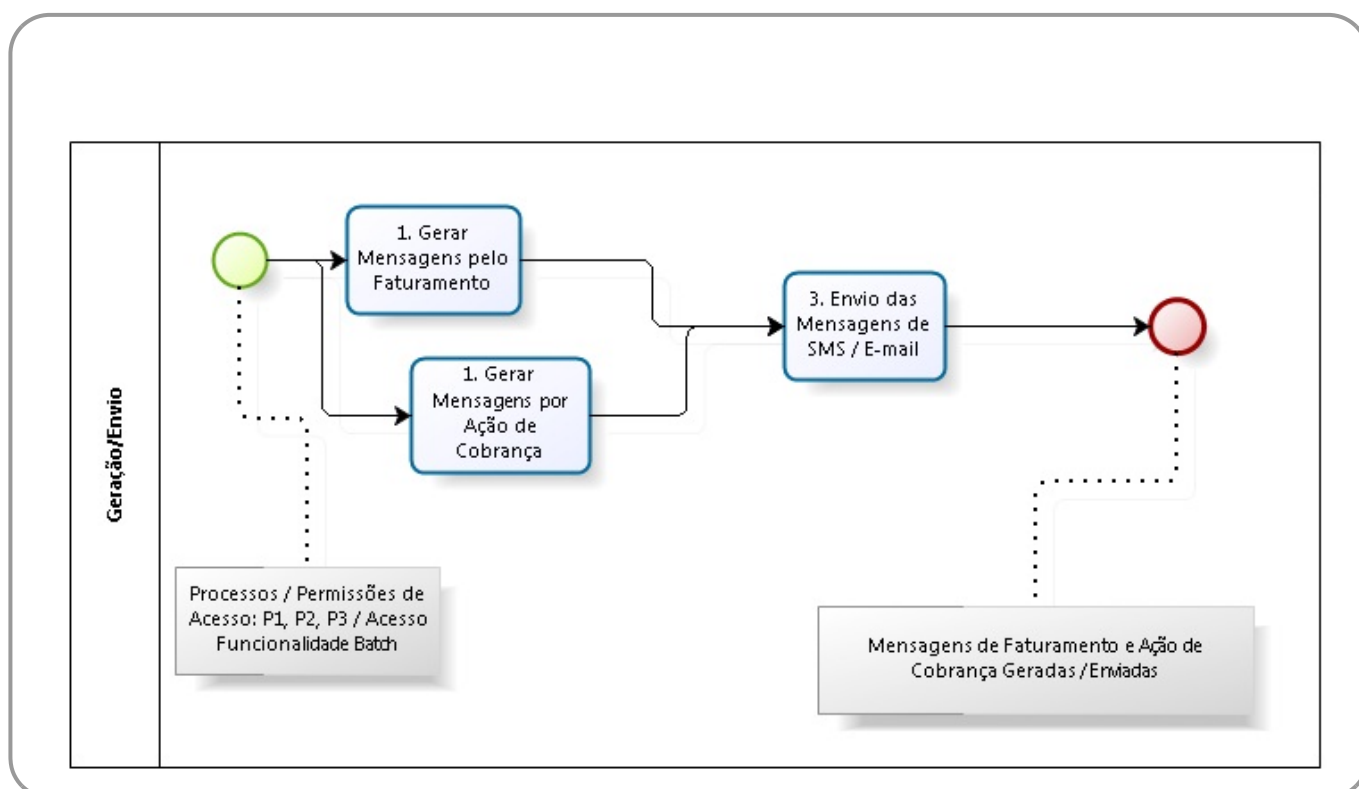 Geração/Envio
1. Gerar
Mensagens pelo
Faturamento
1. Gerar
Mensagens por
Ação de
Cobrança
3. Envio das
Mensagens de
SMS / E-mail
Processos / Permissões de
Acesso: P1, P2, P3 / Acesso
Funcionalidade Batch
Mensagens de Faturamento e Ação de
Cobrança Geradas / Enviadas